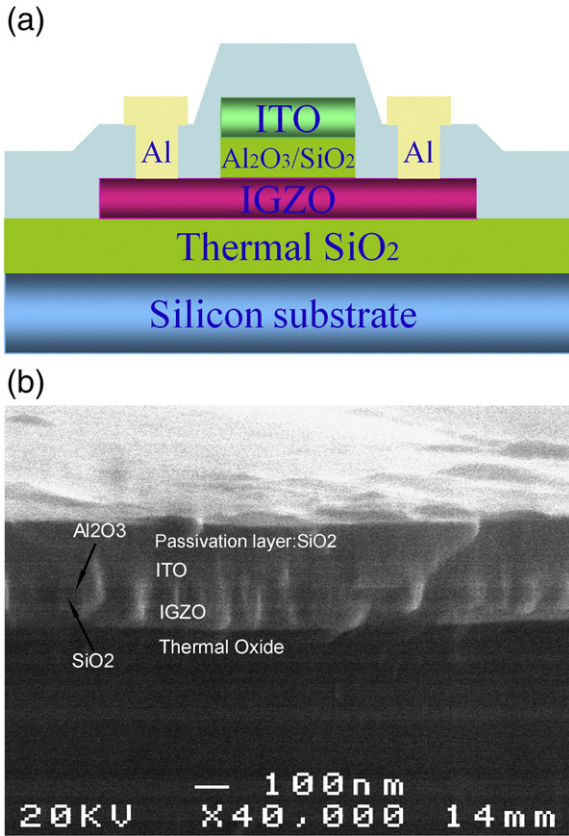 (a)
ITO
Al Al₂O₃/SiO₂ Al
IGZO
Thermal SiO₂
Silicon substrate
(b)
Al2O3
Passivation layer:SiO2
ITO
IGZO
SiO2
Thermal Oxide
100nm
20KV X40,000 14mm